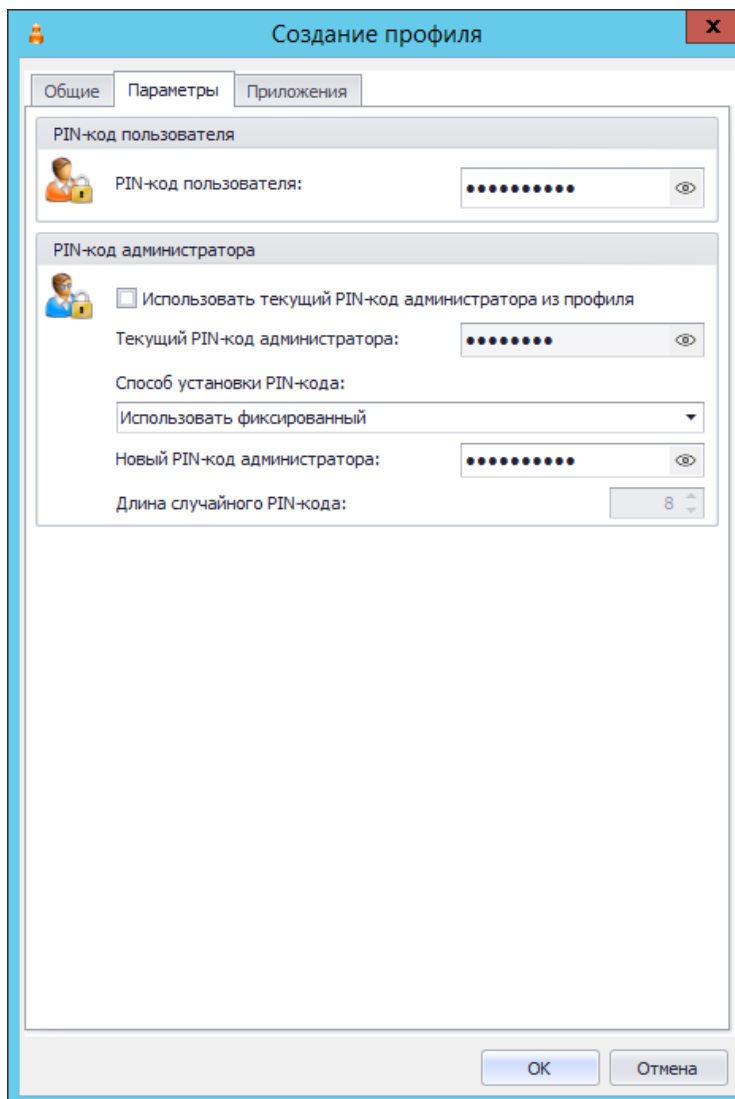 Создание профиля
x
Общие Параметры Приложения
PIN-код пользователя
PIN-код пользователя: ••••••••••
PIN-код администратора
Использовать текущий PIN-код администратора из профиля
Текущий PIN-код администратора: ••••••••
Способ установки PIN-кода:
Использовать фиксированный
Новый PIN-код администратора: ••••••••••
Длина случайного PIN-кода: 8
ОК Отмена